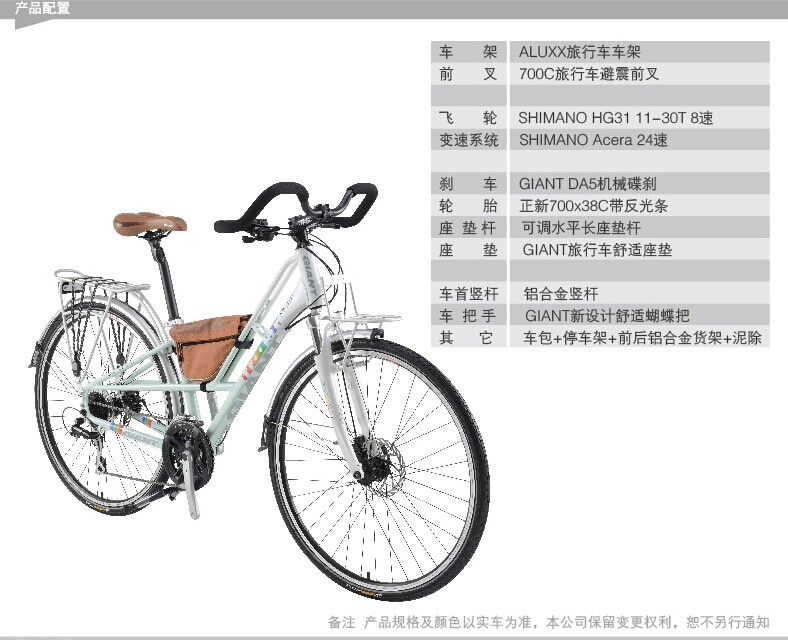 产品配置
车 架 ALUXX旅行车车架
前 叉 700C旅行车避震前叉
飞 轮 SHIMANO HG31 11-30T 8速
变速系统 SHIMANO Acera 24速
刹 车 GIANT DA5机械碟刹
轮 胎 正新700x38C带反光条
座 垫 杆 可调水平长座垫杆
座 垫 GIANT旅行车舒适座垫
车首竖杆 铝合金竖杆
车 把 手 GIANT新设计舒适蝴蝶把
其 它 车包+停车架+前后铝合金货架+泥除
GIANT
备注 产品规格及颜色以实车为准，本公司保留变更权利，恕不另行通知